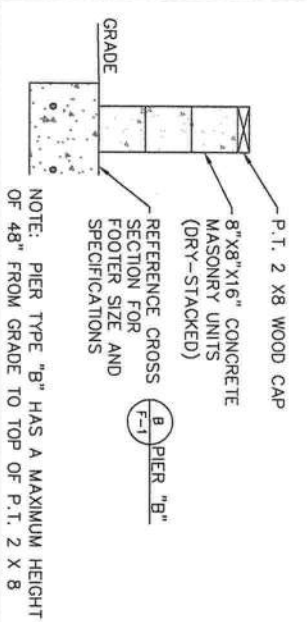 P.T. 2 X8 WOOD CAP
8"X8"X16" CONCRETE
MASONRY UNITS
(DRY-STACKED)
GRADE
REFERENCE CROSS
SECTION FOR
FOOTER SIZE AND
SPECIFICATIONS
B
F-1
PIER "B"
NOTE: PIER TYPE "B" HAS A MAXIMUM HEIGHT
OF 48" FROM GRADE TO TOP OF P.T. 2 X 8